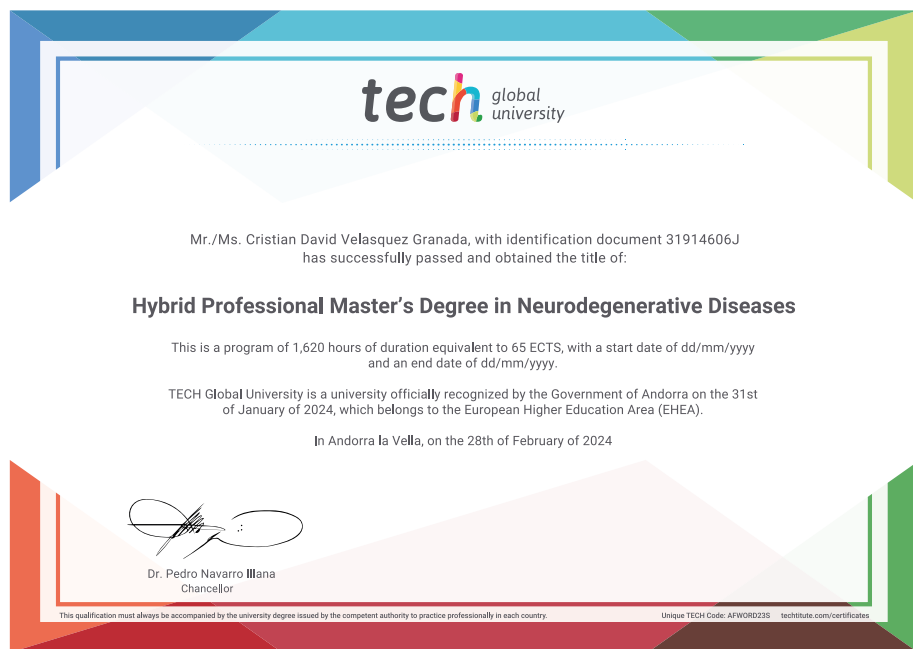 tech global university
Mr./Ms. Cristian David Velasquez Granada, with identification document 31914606J
has successfully passed and obtained the title of:
Hybrid Professional Master's Degree in Neurodegenerative Diseases
This is a program of 1,620 hours of duration equivalent to 65 ECTS, with a start date of dd/mm/yyyy
and an end date of dd/mm/yyyy.
TECH Global University is a university officially recognized by the Government of Andorra on the 31st
of January of 2024, which belongs to the European Higher Education Area (EHEA).
In Andorra la Vella, on the 28th of February of 2024
Dr. Pedro Navarro Illana
Chancellor
This qualification must always be accompanied by the university degree issued by the competent authority to practice professionally in each country.
Unique TECH Code: AFWORD23S techtitute.com/certificates